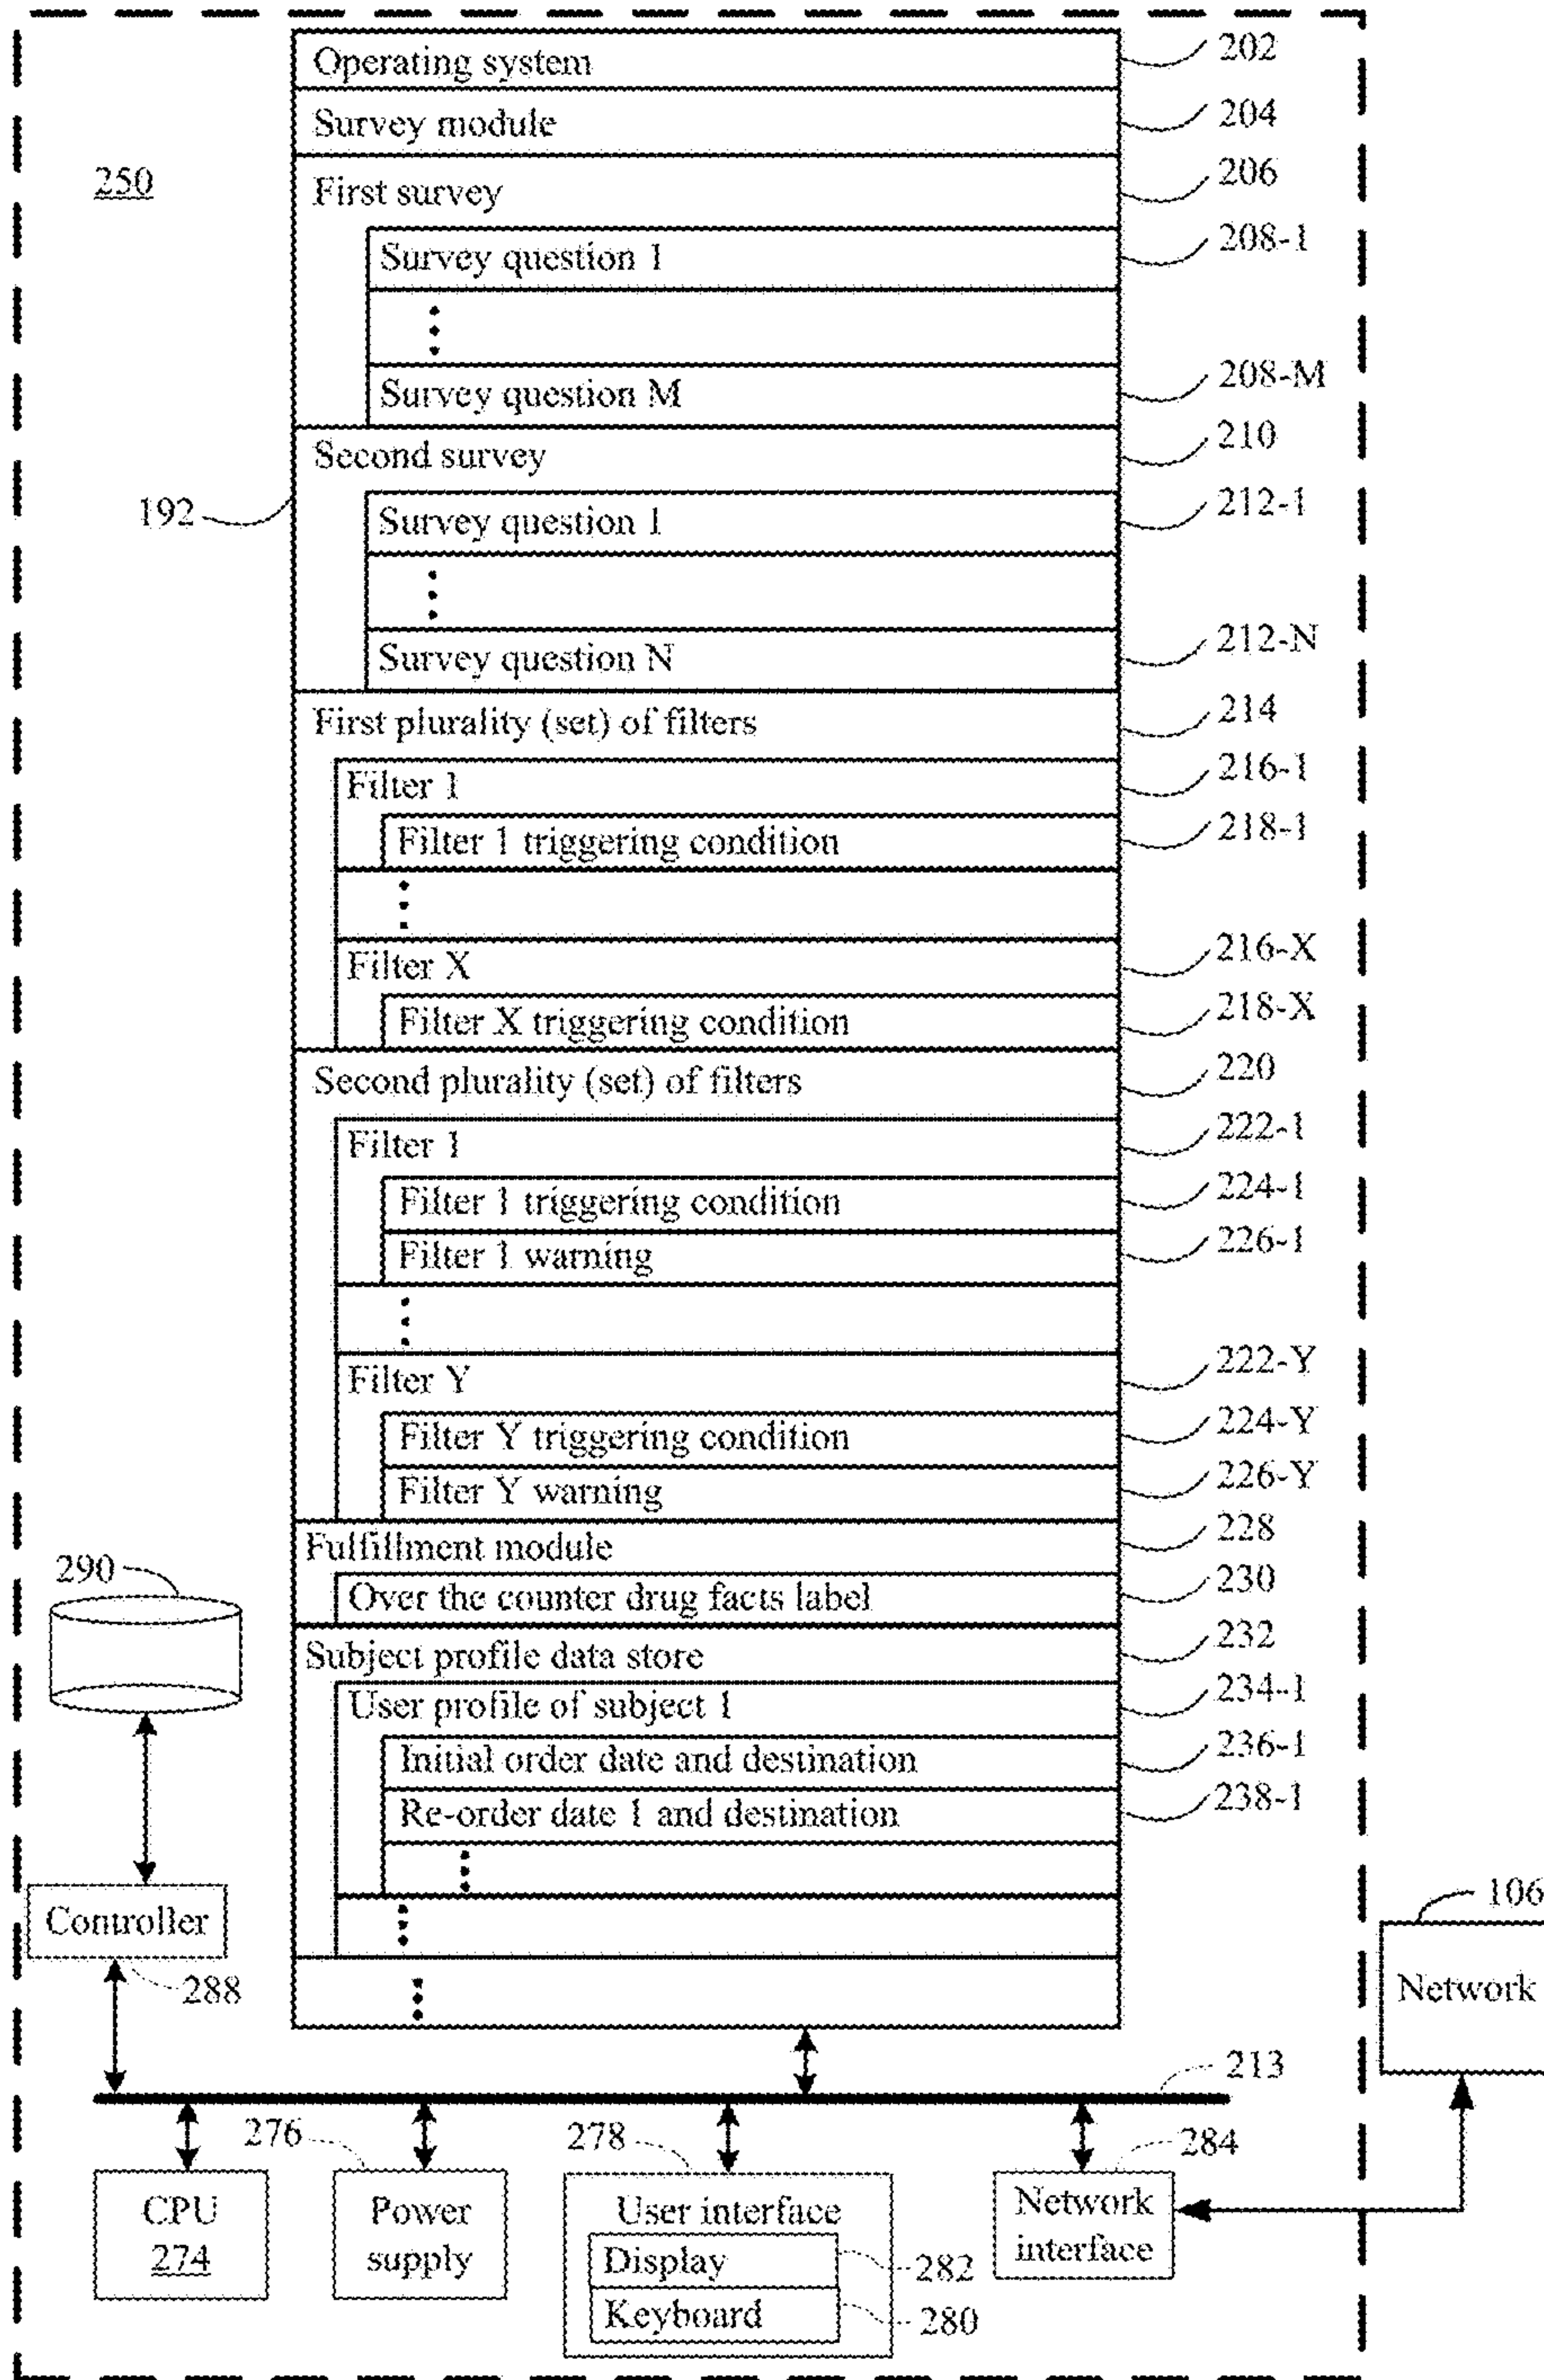 Operating system 202
Survey module 204
250
First survey 206
Survey question 1 208-1
Survey question M 208-M
Second survey 210
192
Survey question 1 212-1
Survey question N 212-N
First plurality (set) of filters 214
Filter 1 216-1
Filter 1 triggering condition 218-1
Filter X 216-X
Filter X triggering condition 218-X
Second plurality (set) of filters 220
Filter 1 222-1
Filter 1 triggering condition 224-1
Filter 1 warning 226-1
Filter Y 222-Y
Filter Y triggering condition 224-Y
Filter Y warning 226-Y
Fulfillment module 228
290
Over the counter drug facts label 230
Subject profile data store 232
User profile of subject 1 234-1
Initial order date and destination 236-1
Re-order date 1 and destination 238-1
Controller
288
106
Network
213
276
278
284
CPU
274
Power
supply
User interface
Display 282
Keyboard 280
Network
interface